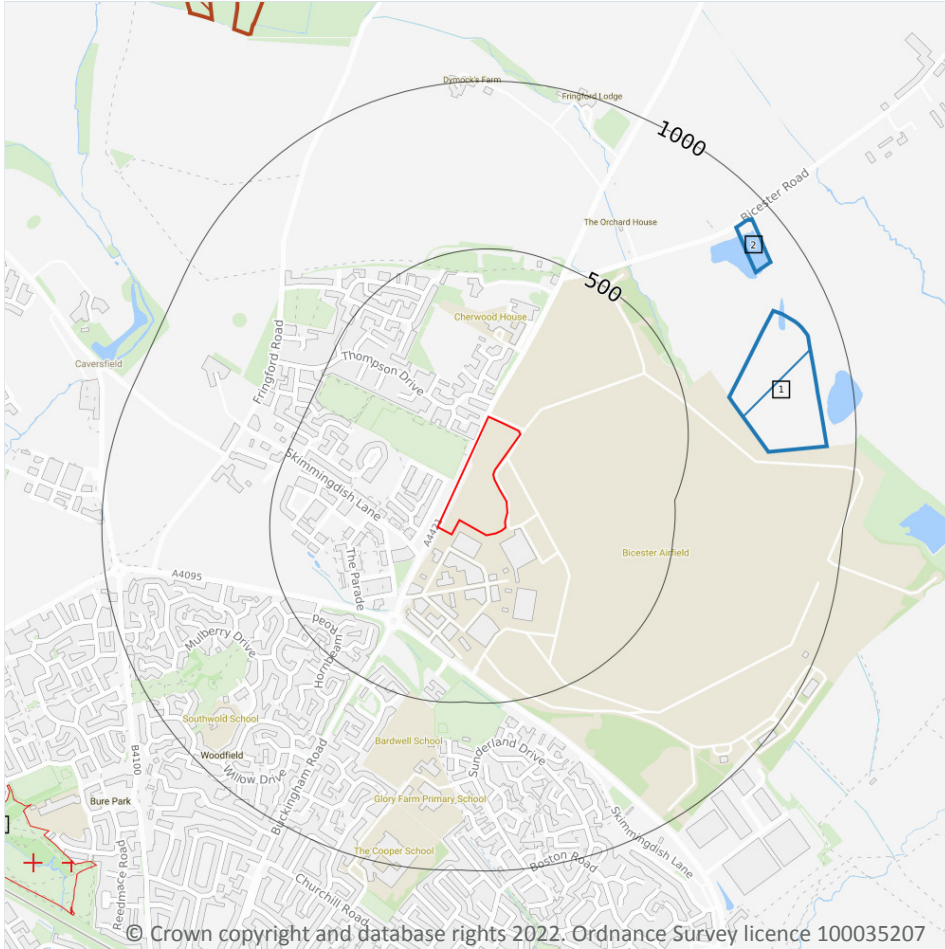 Dymock's Farm
Fringford Lodge
1000
Bicester Road
The Orchard House
2
500
Cherwood House
Fringford Road
Thompson Drive
Caversfield
1
Skimmingdish Lane
A4421
Bicester Airfield
The Parade
A4095
Mulberry Drive
Hornbeam
Road
Southwold School
Woodfield
Willow Drive
Bardwell School
Sunderland Drive
B4100
Buckingham Road
Bure Park
Glory Farm Primary School
Skimmingdish Lane
The Cooper School
Boston Road
Reedmace Road
Churchill Road
© Crown copyright and database rights 2022. Ordnance Survey licence 100035207